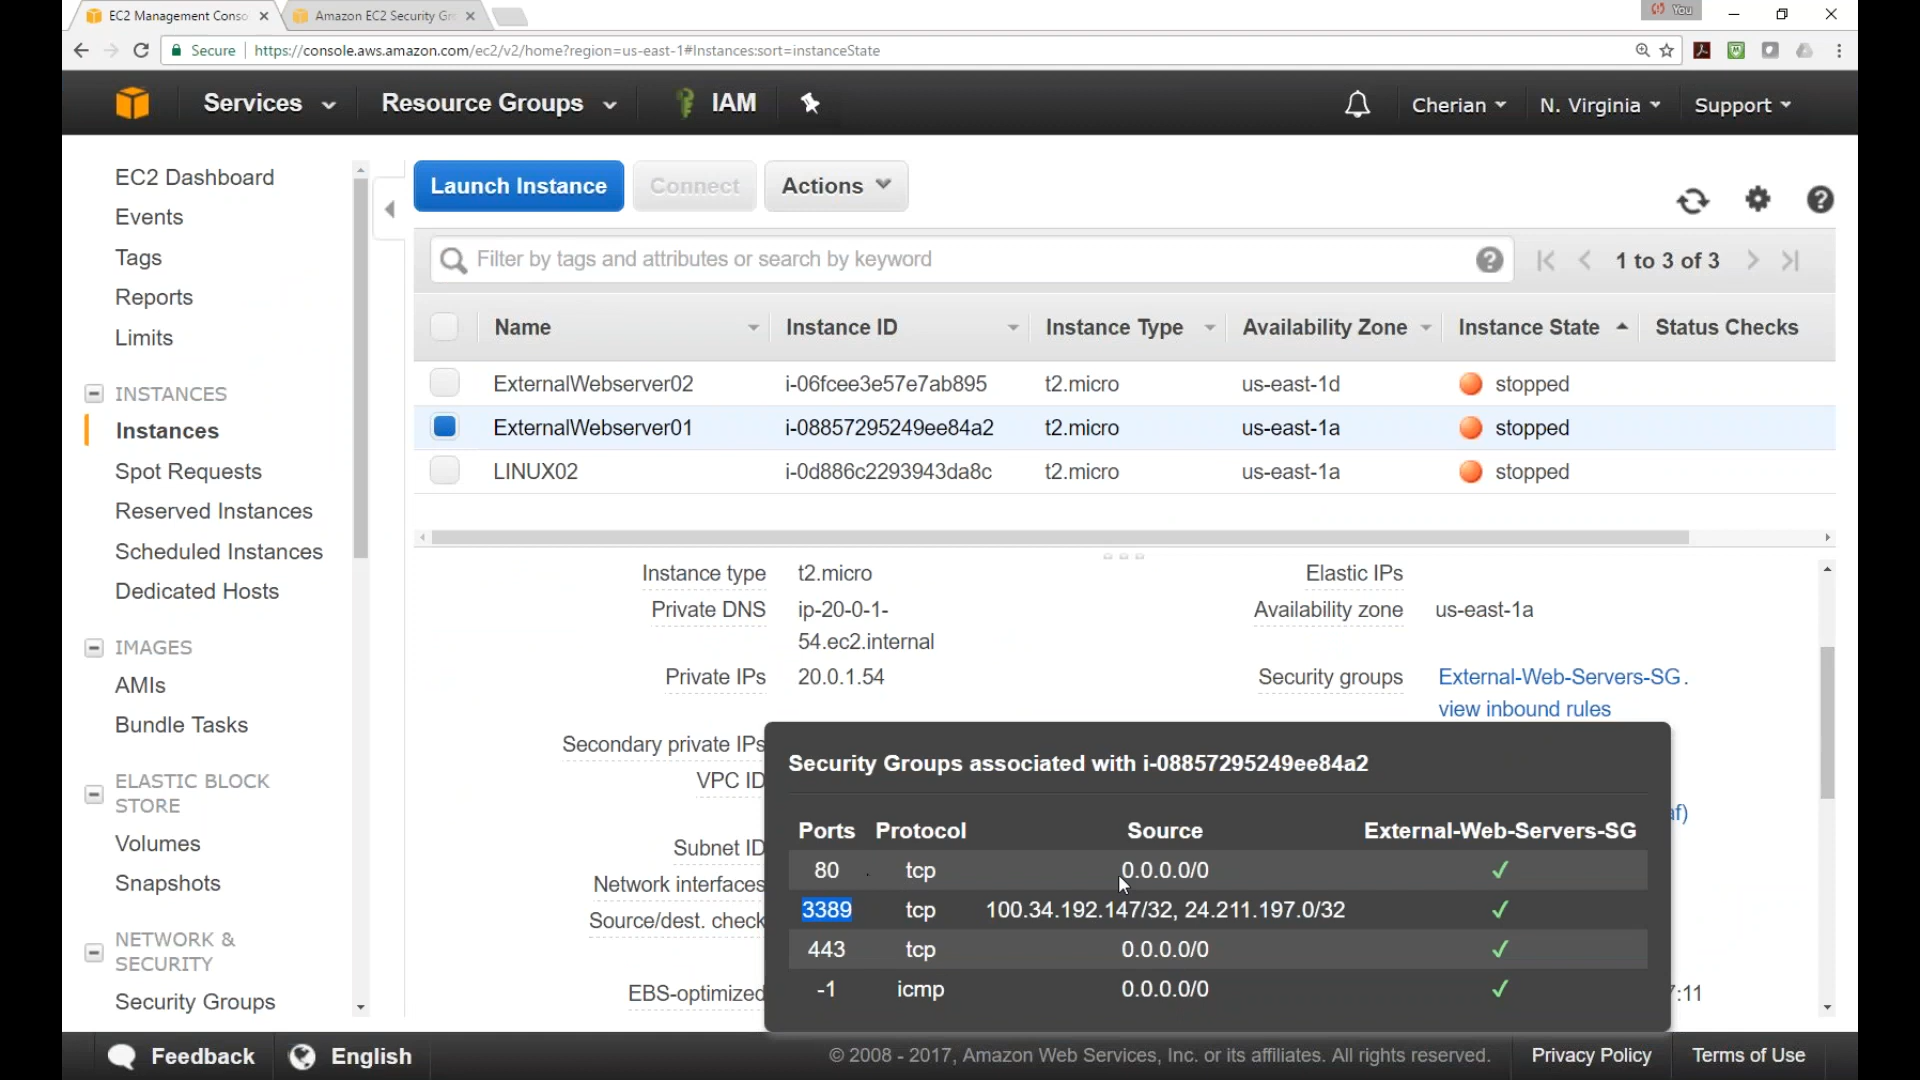 EC2 Management Conso
Amazon EC2 Security Gr
You
Secure
https://console.aws.amazon.com/ec2/v2/home?region=us-east-1#Instances:sort=instanceState
Services
Resource Groups
IAM
Cherian
N. Virginia
Support
EC2 Dashboard
Events
Tags
Reports
Limits
INSTANCES
Instances
Spot Requests
Reserved Instances
Scheduled Instances
Dedicated Hosts
IMAGES
AMIs
Bundle Tasks
ELASTIC BLOCK
STORE
Volumes
Snapshots
NETWORK &
SECURITY
Security Groups
Launch Instance
Connect
Actions
Filter by tags and attributes or search by keyword
1 to 3 of 3
Name Instance ID Instance Type Availability Zone Instance State Status Checks
ExternalWebserver02 i-06fcee3e57e7ab895 t2.micro us-east-1d stopped
ExternalWebserver01 i-08857295249ee84a2 t2.micro us-east-1a stopped
LINUX02 i-0d886c2293943da8c t2.micro us-east-1a stopped
Instance type t2.micro Elastic IPs
Private DNS ip-20-0-1- Availability zone us-east-1a
54.ec2.internal
Private IPs 20.0.1.54 Security groups External-Web-Servers-SG.
view inbound rules
Secondary private IPs
VPC ID
af)
Subnet ID
Network interfaces
Source/dest. check
EBS-optimized
7:11
Security Groups associated with i-08857295249ee84a2
Ports Protocol Source External-Web-Servers-SG
80 tcp 0.0.0.0/0 ✓
3389 tcp 100.34.192.147/32, 24.211.197.0/32 ✓
443 tcp 0.0.0.0/0 ✓
-1 icmp 0.0.0.0/0 ✓
Feedback
English
© 2008 - 2017, Amazon Web Services, Inc. or its affiliates. All rights reserved.
Privacy Policy
Terms of Use